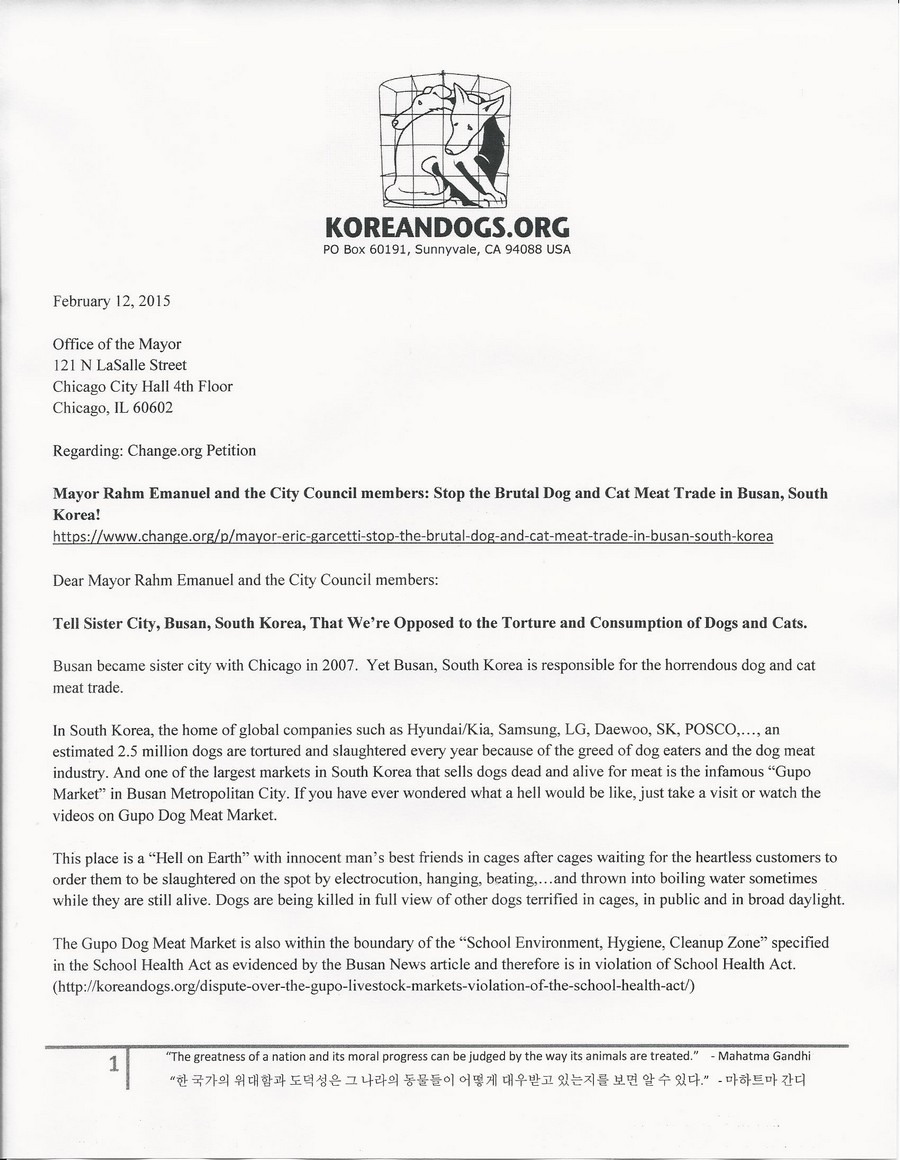 KOREANDOGS.ORG
PO Box 60191, Sunnyvale, CA 94088 USA
February 12, 2015
Office of the Mayor
121 N LaSalle Street
Chicago City Hall 4th Floor
Chicago, IL 60602
Regarding: Change.org Petition
Mayor Rahm Emanuel and the City Council members: Stop the Brutal Dog and Cat Meat Trade in Busan, South
Korea!
https://www.change.org/p/mayor-eric-garcetti-stop-the-brutal-dog-and-cat-meat-trade-in-busan-south-korea
Dear Mayor Rahm Emanuel and the City Council members:
Tell Sister City, Busan, South Korea, That We're Opposed to the Torture and Consumption of Dogs and Cats.
Busan became sister city with Chicago in 2007.  Yet Busan, South Korea is responsible for the horrendous dog and cat
meat trade.
In South Korea, the home of global companies such as Hyundai/Kia, Samsung, LG, Daewoo, SK, POSCO,…, an
estimated 2.5 million dogs are tortured and slaughtered every year because of the greed of dog eaters and the dog meat
industry. And one of the largest markets in South Korea that sells dogs dead and alive for meat is the infamous “Gupo
Market” in Busan Metropolitan City. If you have ever wondered what a hell would be like, just take a visit or watch the
videos on Gupo Dog Meat Market.
This place is a “Hell on Earth” with innocent man's best friends in cages after cages waiting for the heartless customers to
order them to be slaughtered on the spot by electrocution, hanging, beating,…and thrown into boiling water sometimes
while they are still alive. Dogs are being killed in full view of other dogs terrified in cages, in public and in broad daylight.
The Gupo Dog Meat Market is also within the boundary of the “School Environment, Hygiene, Cleanup Zone” specified
in the School Health Act as evidenced by the Busan News article and therefore is in violation of School Health Act.
(http://koreandogs.org/dispute-over-the-gupo-livestock-markets-violation-of-the-school-health-act/)
1
“The greatness of a nation and its moral progress can be judged by the way its animals are treated.”   - Mahatma Gandhi
“한 국가의 위대함과 도덕성은 그 나라의 동물들이 어떻게 대우받고 있는지를 보면 알 수 있다.”  - 마하트마 간디